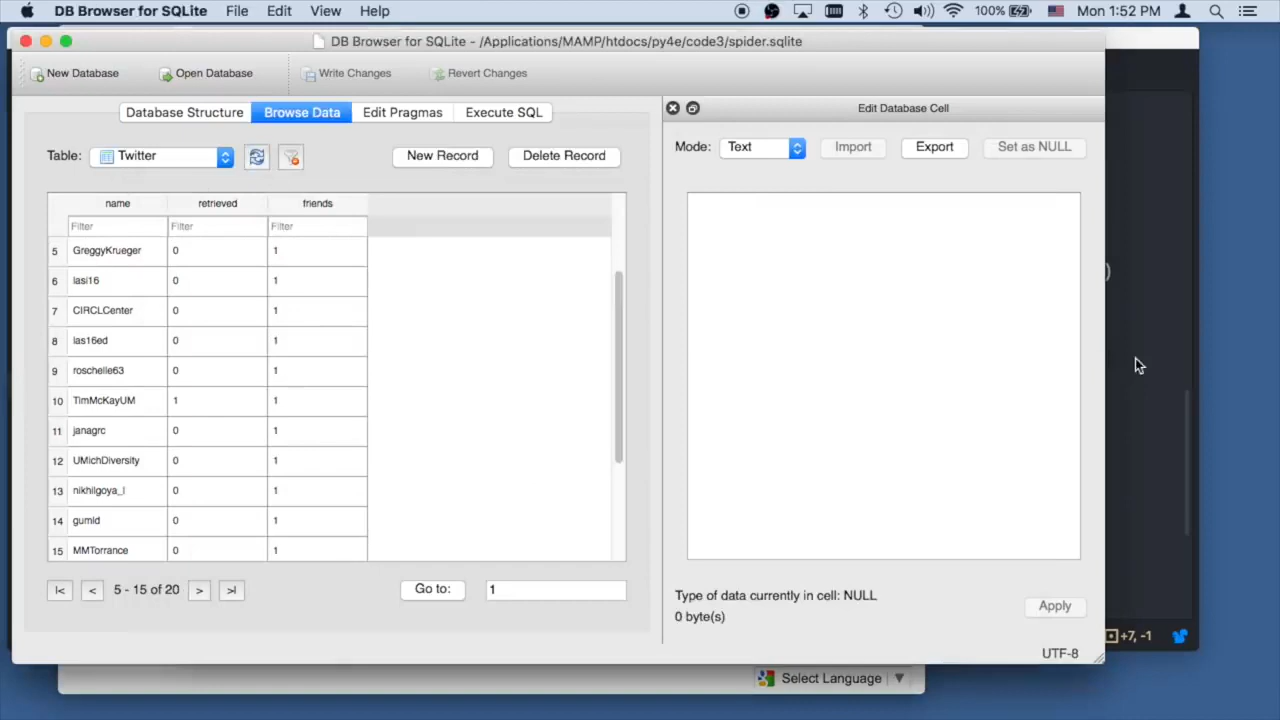 DB Browser for SQLite File Edit View Help 100% Mon 1:52 PM
DB Browser for SQLite - /Applications/MAMP/htdocs/py4e/code3/spider.sqlite
New Database Open Database Write Changes Revert Changes
Database Structure Browse Data Edit Pragmas Execute SQL
Edit Database Cell
Table: Twitter New Record Delete Record
Mode: Text Import Export Set as NULL
name retrieved friends
Filter Filter Filter
5 GreggyKrueger 0 1
6 lasi16 0 1
7 CIRCLCenter 0 1
8 las16ed 0 1
9 roschelle63 0 1
10 TimMcKayUM 1 1
11 janagrc 0 1
12 UMichDiversity 0 1
13 nikhilgoya_l 0 1
14 gumld 0 1
15 MMTorrance 0 1
|< < 5 - 15 of 20 > >| Go to: 1
Type of data currently in cell: NULL
0 byte(s)
Apply
UTF-8
)
+7, -1
Select Language ▼